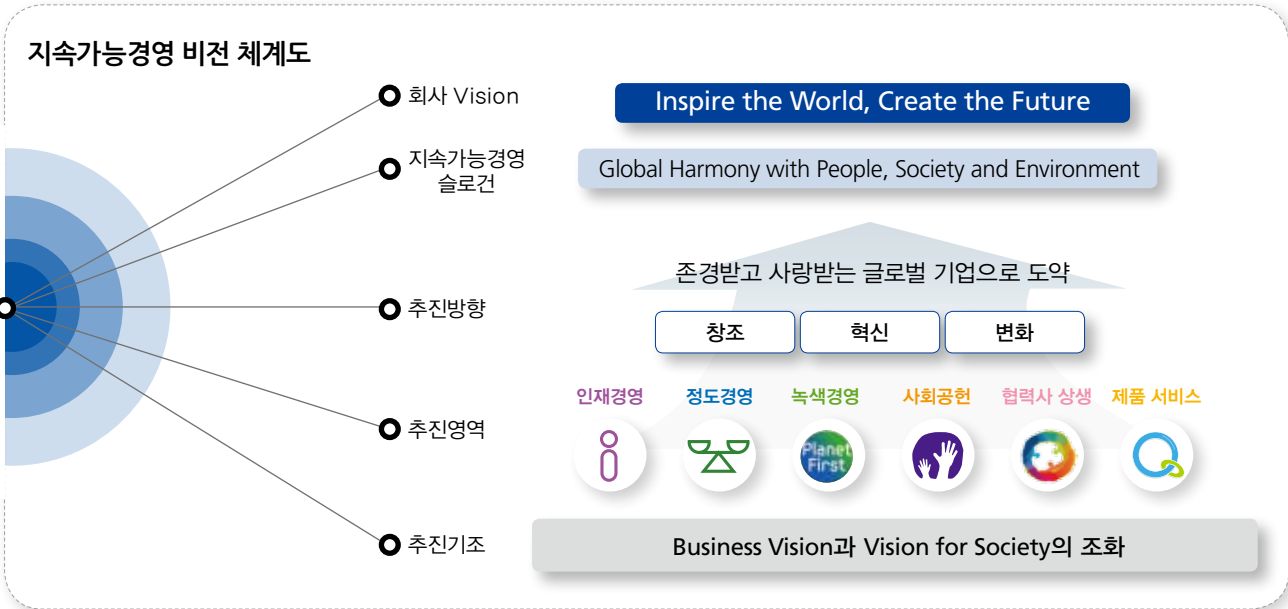 지속가능경영 비전 체계도
회사 Vision
Inspire the World, Create the Future
지속가능경영
슬로건
Global Harmony with People, Society and Environment
추진방향
존경받고 사랑받는 글로벌 기업으로 도약
창조 혁신 변화
추진영역
인재경영 정도경영 녹색경영 사회공헌 협력사 상생 제품 서비스
Planet
First
추진기조
Business Vision과 Vision for Society의 조화